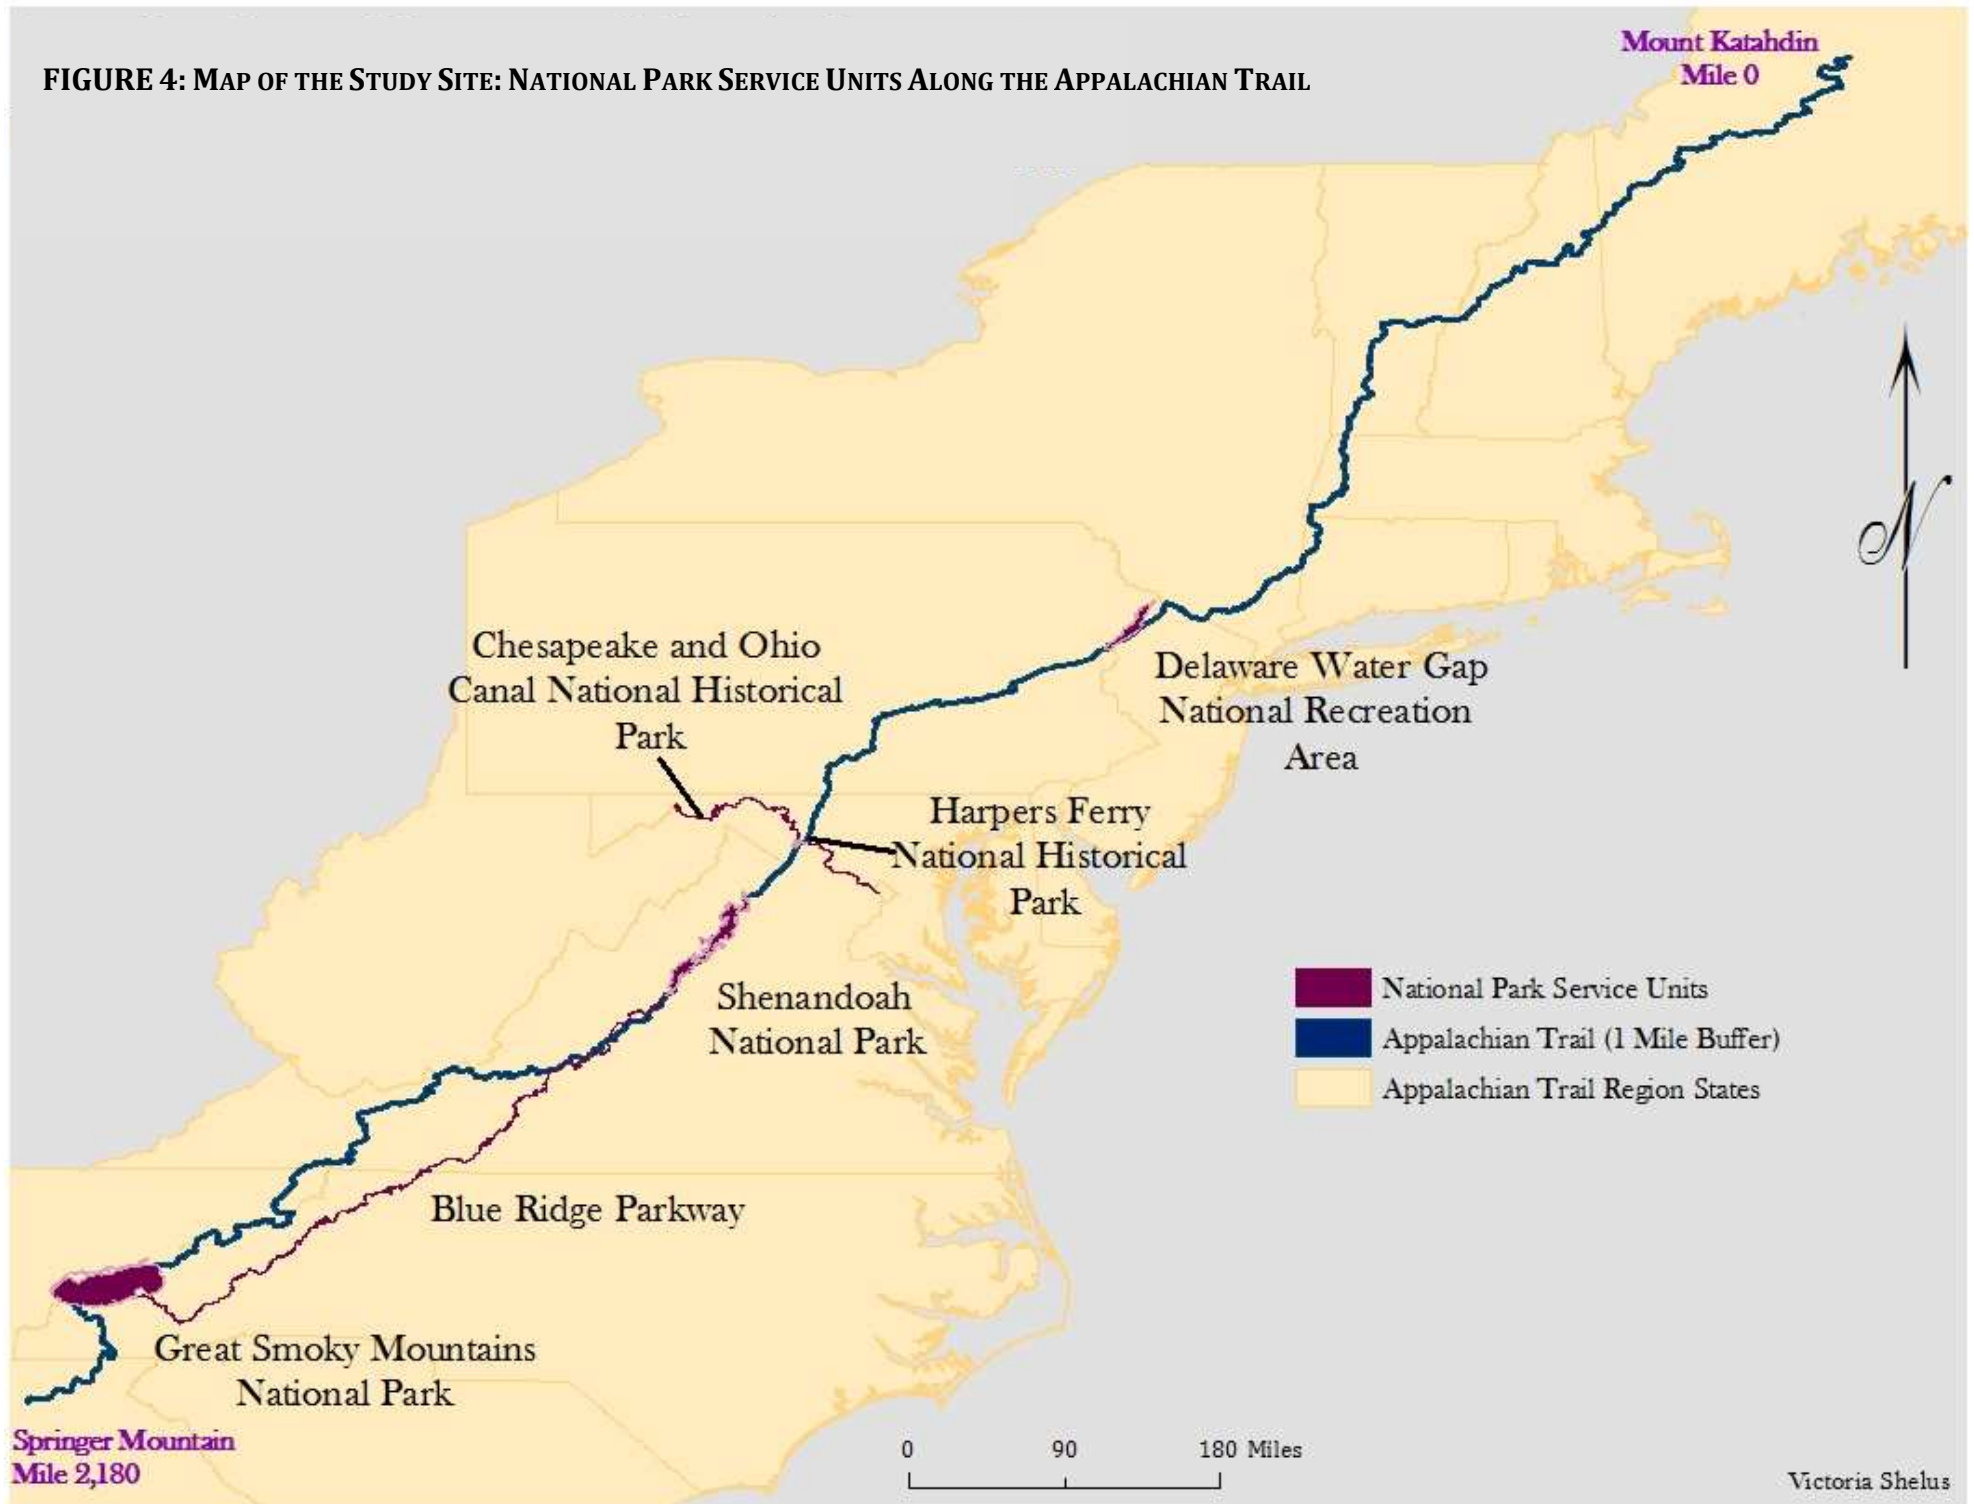 FIGURE 4: MAP OF THE STUDY SITE: NATIONAL PARK SERVICE UNITS ALONG THE APPALACHIAN TRAIL
Mount Katahdin
Mile 0
N
Chesapeake and Ohio
Canal National Historical
Park
Delaware Water Gap
National Recreation
Area
Harpers Ferry
National Historical
Park
Shenandoah
National Park
National Park Service Units
Appalachian Trail (1 Mile Buffer)
Appalachian Trail Region States
Blue Ridge Parkway
Great Smoky Mountains
National Park
Springer Mountain
Mile 2,180
0 90 180 Miles
Victoria Shelus